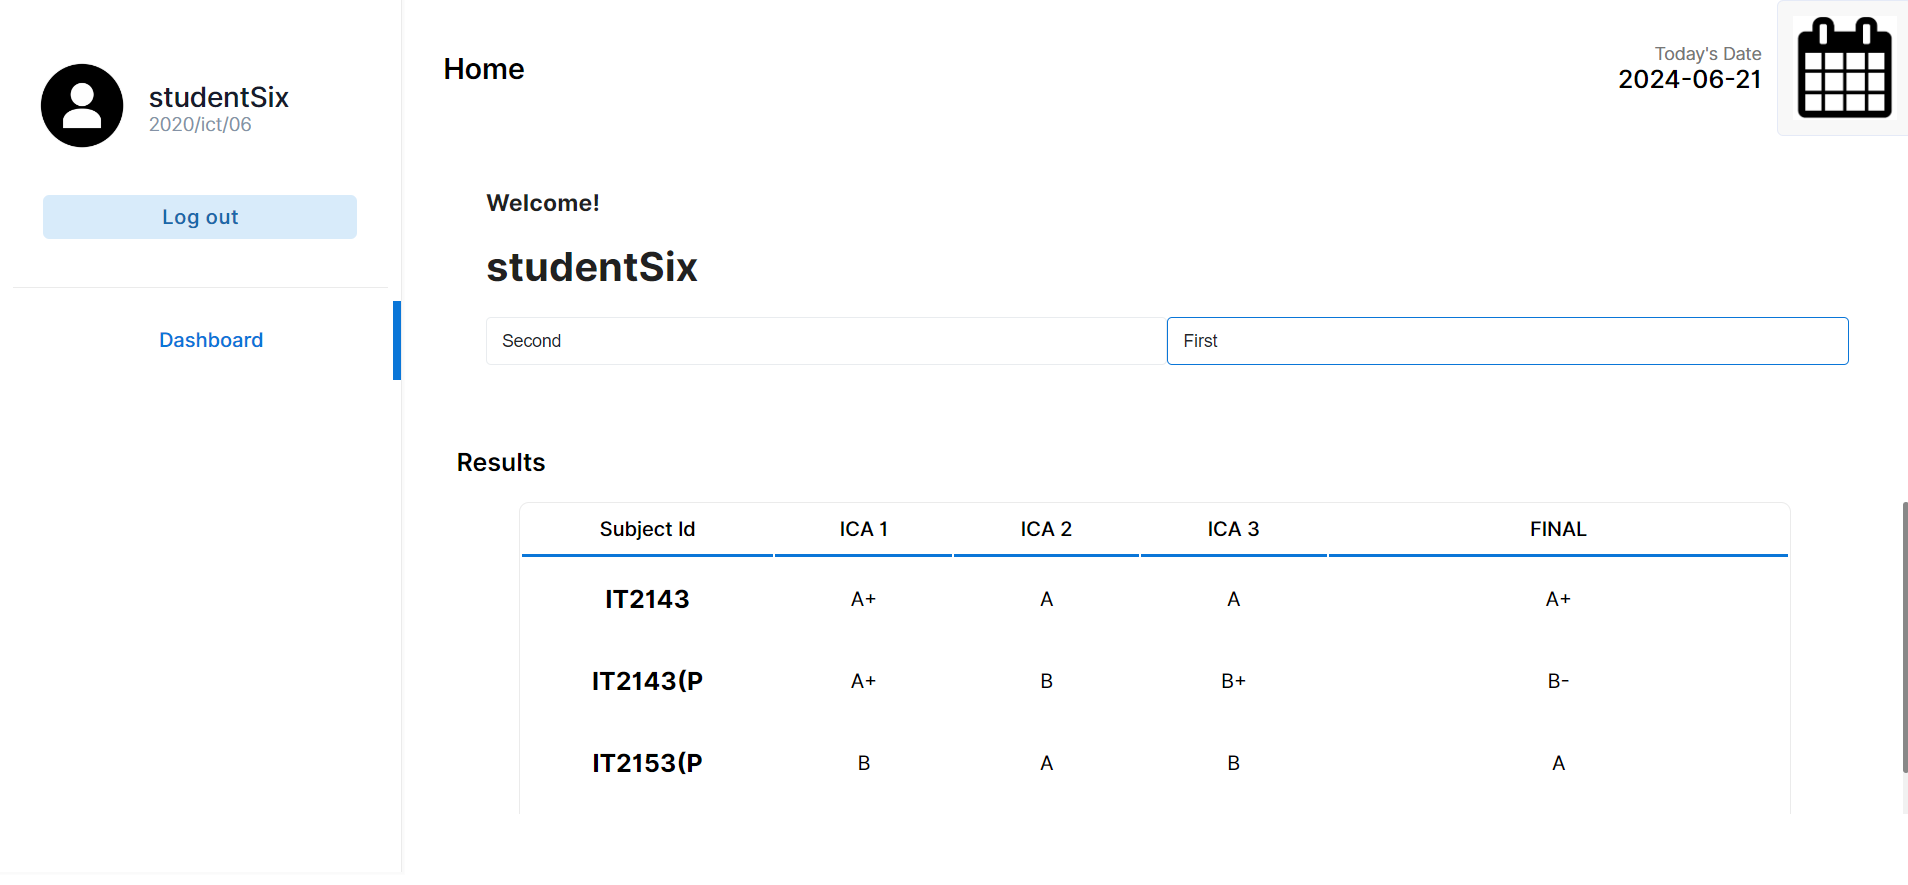 studentSix
2020/ict/06
Log out
Dashboard
Home
Today's Date
2024-06-21
Welcome!
studentSix
Second First
Results
Subject Id ICA 1 ICA 2 ICA 3 FINAL
IT2143 A+ A A A+
IT2143(P A+ B B+ B-
IT2153(P B A B A